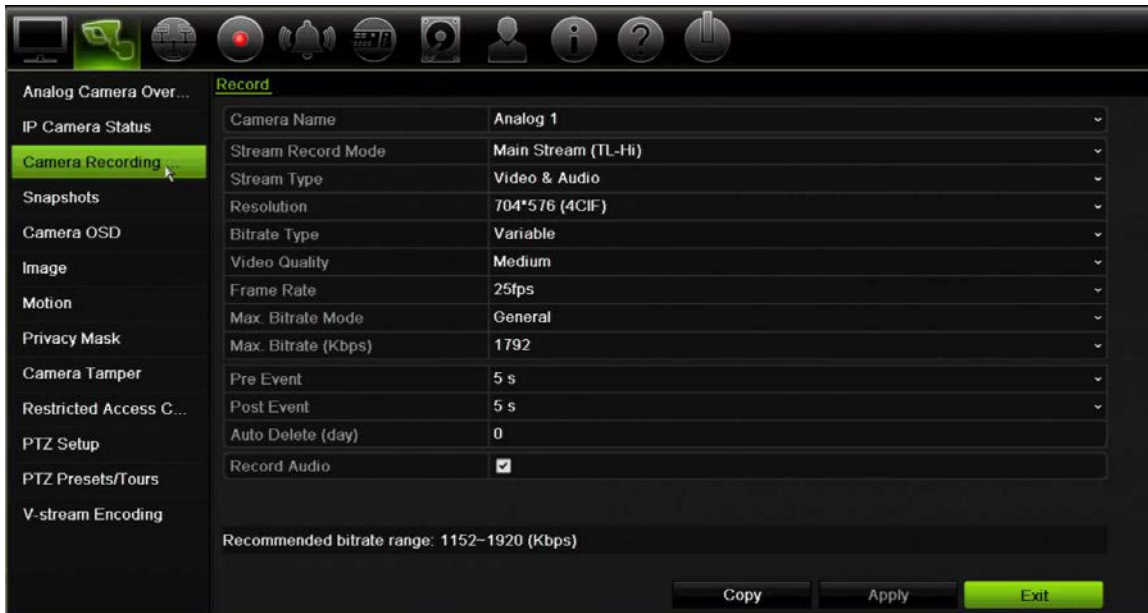 Analog Camera Over...
IP Camera Status
Camera Recording ...
Snapshots
Camera OSD
Image
Motion
Privacy Mask
Camera Tamper
Restricted Access C...
PTZ Setup
PTZ Presets/Tours
V-stream Encoding
Record
Camera Name Analog 1
Stream Record Mode Main Stream (TL-Hi)
Stream Type Video & Audio
Resolution 704*576 (4CIF)
Bitrate Type Variable
Video Quality Medium
Frame Rate 25fps
Max. Bitrate Mode General
Max. Bitrate (Kbps) 1792
Pre Event 5 s
Post Event 5 s
Auto Delete (day) 0
Record Audio
Recommended bitrate range: 1152~1920 (Kbps)
Copy Apply Exit